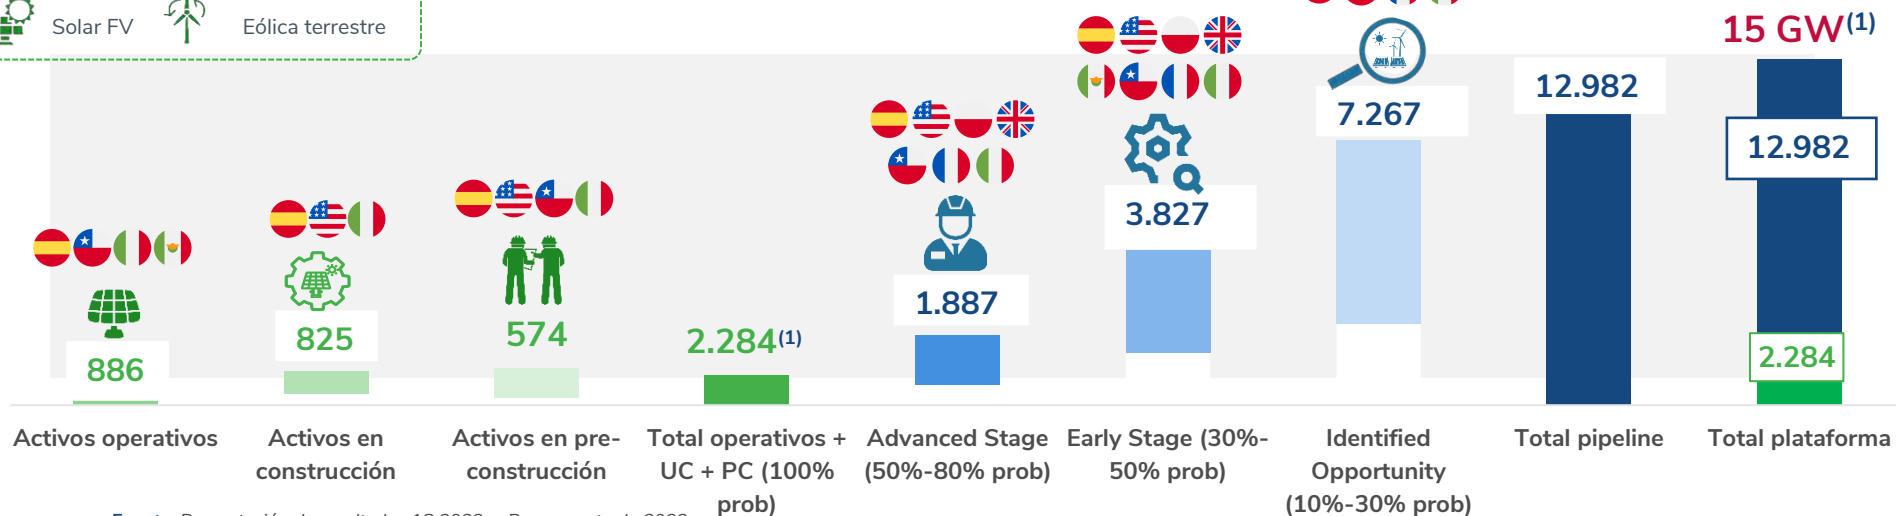 Solar FV
Eólica terrestre
15 GW(1)
12.982
7.267
12.982
3.827
1.887
825
574
2.284(1)
886
2.284
Activos operativos
Activos en
construcción
Activos en pre-
construcción
Total operativos +
UC + PC (100%
prob)
Advanced Stage
(50%-80% prob)
Early Stage (30%-
50% prob)
Identified
Opportunity
(10%-30% prob)
Total pipeline
Total plataforma